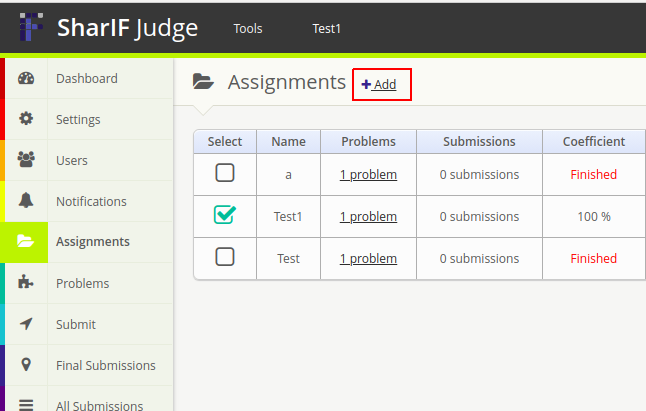 SharIF Judge Tools Test1
Dashboard
Settings
Users
Notifications
Assignments
Problems
Submit
Final Submissions
All Submissions
Assignments Add
Select Name Problems Submissions Coefficient
a 1 problem 0 submissions Finished
Test1 1 problem 0 submissions 100 %
Test 1 problem 0 submissions Finished